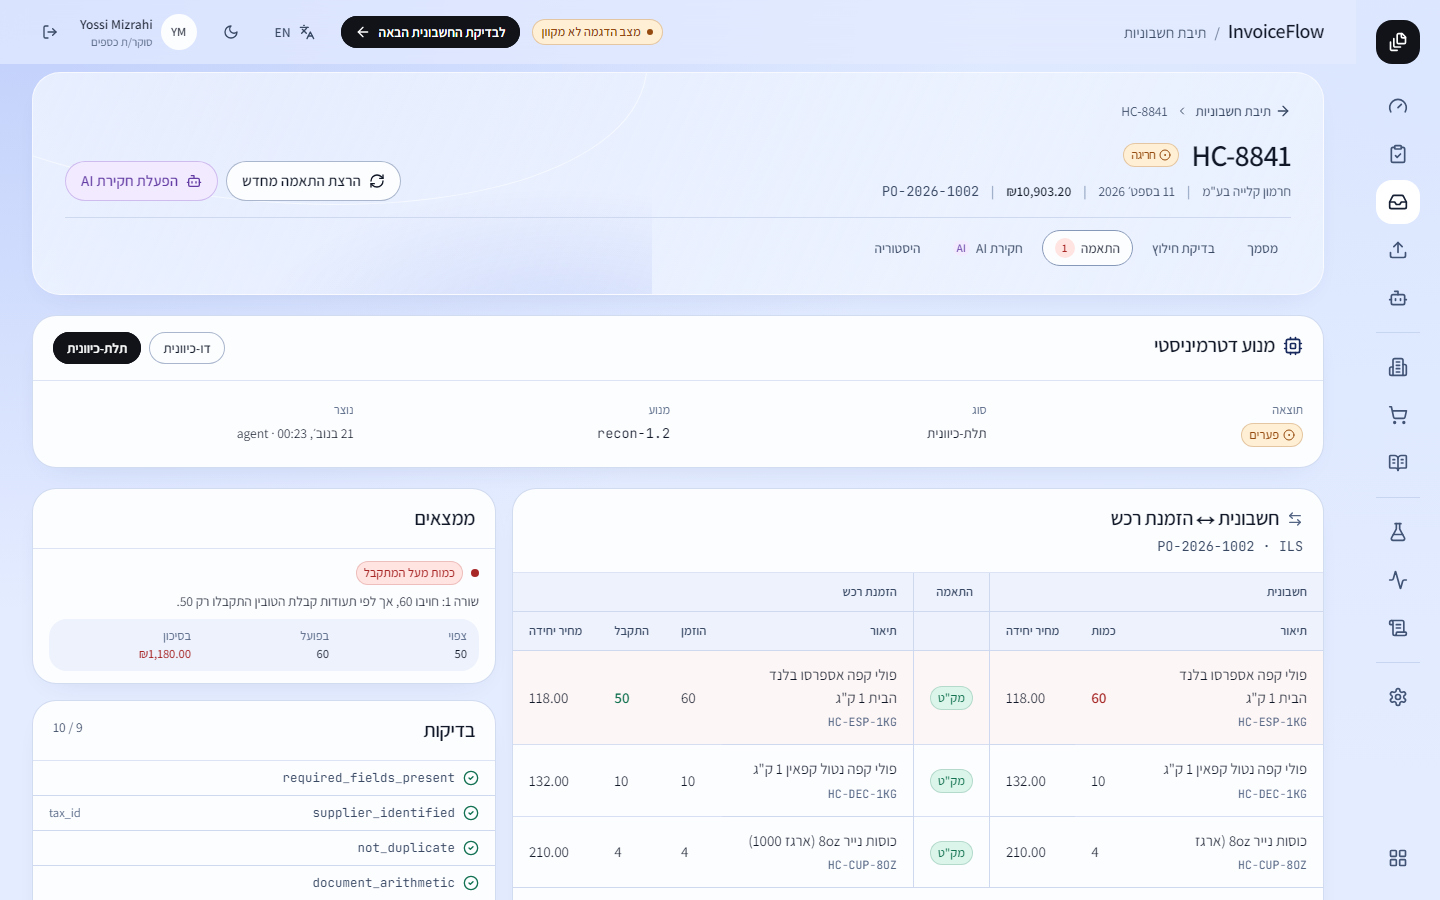 InvoiceFlow / תיבת חשבוניות
מצב הדגמה לא מקוון
לבדיקת החשבונית הבאה
EN
YM
Yossi Mizrahi
סוקר/ת כספים
תיבת חשבוניות
HC-8841
HC-8841
חריגה
חרמון קלייה בע"מ | 11 בספט׳ 2026 | ₪10,903.20 | PO-2026-1002
הרצת התאמה מחדש
הפעלת חקירת AI
מסמך
בדיקת חילוץ
התאמה 1
חקירת AI AI
היסטוריה
מנוע דטרמיניסטי
דו-כיוונית
תלת-כיוונית
תוצאה
פערים
סוג
תלת-כיוונית
מנוע
recon-1.2
נוצר
21 בנוב׳, 00:23 · agent
חשבונית ↔ הזמנת רכש
PO-2026-1002 · ILS
חשבונית התאמה הזמנת רכש
תיאור כמות מחיר יחידה תיאור הוזמן התקבל מחיר יחידה
פולי קפה אספרסו בלנד
הבית 1 ק"ג
HC-ESP-1KG
60 118.00 מק"ט
פולי קפה אספרסו בלנד
הבית 1 ק"ג
HC-ESP-1KG
60 50 118.00
פולי קפה נטול קפאין 1 ק"ג
HC-DEC-1KG
10 132.00 מק"ט
פולי קפה נטול קפאין 1 ק"ג
HC-DEC-1KG
10 10 132.00
כוסות נייר 8oz (ארגז
HC-CUP-8OZ
4 210.00 מק"ט
כוסות נייר 8oz (ארגז 1000)
HC-CUP-8OZ
4 4 210.00
ממצאים
כמות מעל המתקבל
שורה 1: חויבו 60, אך לפי תעודות קבלת הטובין התקבלו רק 50.
צפוי בפועל בסיכון
50 60 ₪1,180.00
בדיקות
10 / 9
required_fields_present
supplier_identified tax_id
not_duplicate
document_arithmetic